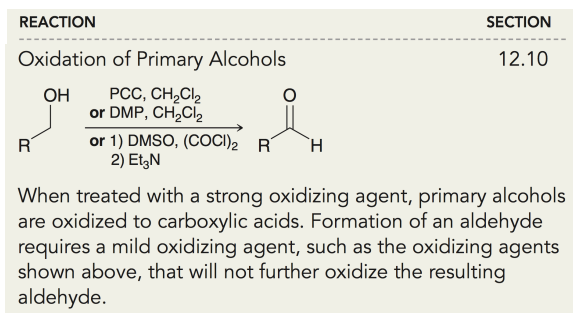 REACTION SECTION
Oxidation of Primary Alcohols 12.10
OH PCC, CH₂Cl₂ O
or DMP, CH₂Cl₂
R or 1) DMSO, (COCl)₂ R H
2) Et₃N
When treated with a strong oxidizing agent, primary alcohols
are oxidized to carboxylic acids. Formation of an aldehyde
requires a mild oxidizing agent, such as the oxidizing agents
shown above, that will not further oxidize the resulting
aldehyde.